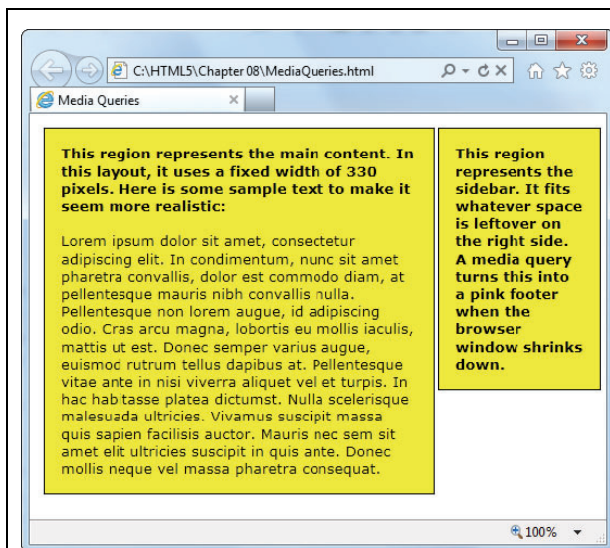 C:\HTML5\Chapter 08\MediaQueries.html
Media Queries
This region represents the main content. In
this layout, it uses a fixed width of 330
pixels. Here is some sample text to make it
seem more realistic:
Lorem ipsum dolor sit amet, consectetur
adipiscing elit. In condimentum, nunc sit amet
pharetra convallis, dolor est commodo diam, at
pellentesque mauris nibh convallis nulla.
Pellentesque non lorem augue, id adipiscing
odio. Cras arcu magna, lobortis eu mollis iaculis,
mattis ut est. Donec semper varius augue,
euismod rutrum tellus dapibus at. Pellentesque
vitae ante in nisi viverra aliquet vel et turpis. In
hac habitasse platea dictumst. Nulla scelerisque
malesuada ultricies. Vivamus suscipit massa
quis sapien facilisis auctor. Mauris nec sem sit
amet elit ultricies suscipit in quis ante. Donec
mollis neque vel massa pharetra consequat.
This region
represents the
sidebar. It fits
whatever space
is leftover on
the right side.
A media query
turns this into
a pink footer
when the
browser
window shrinks
down.
100%